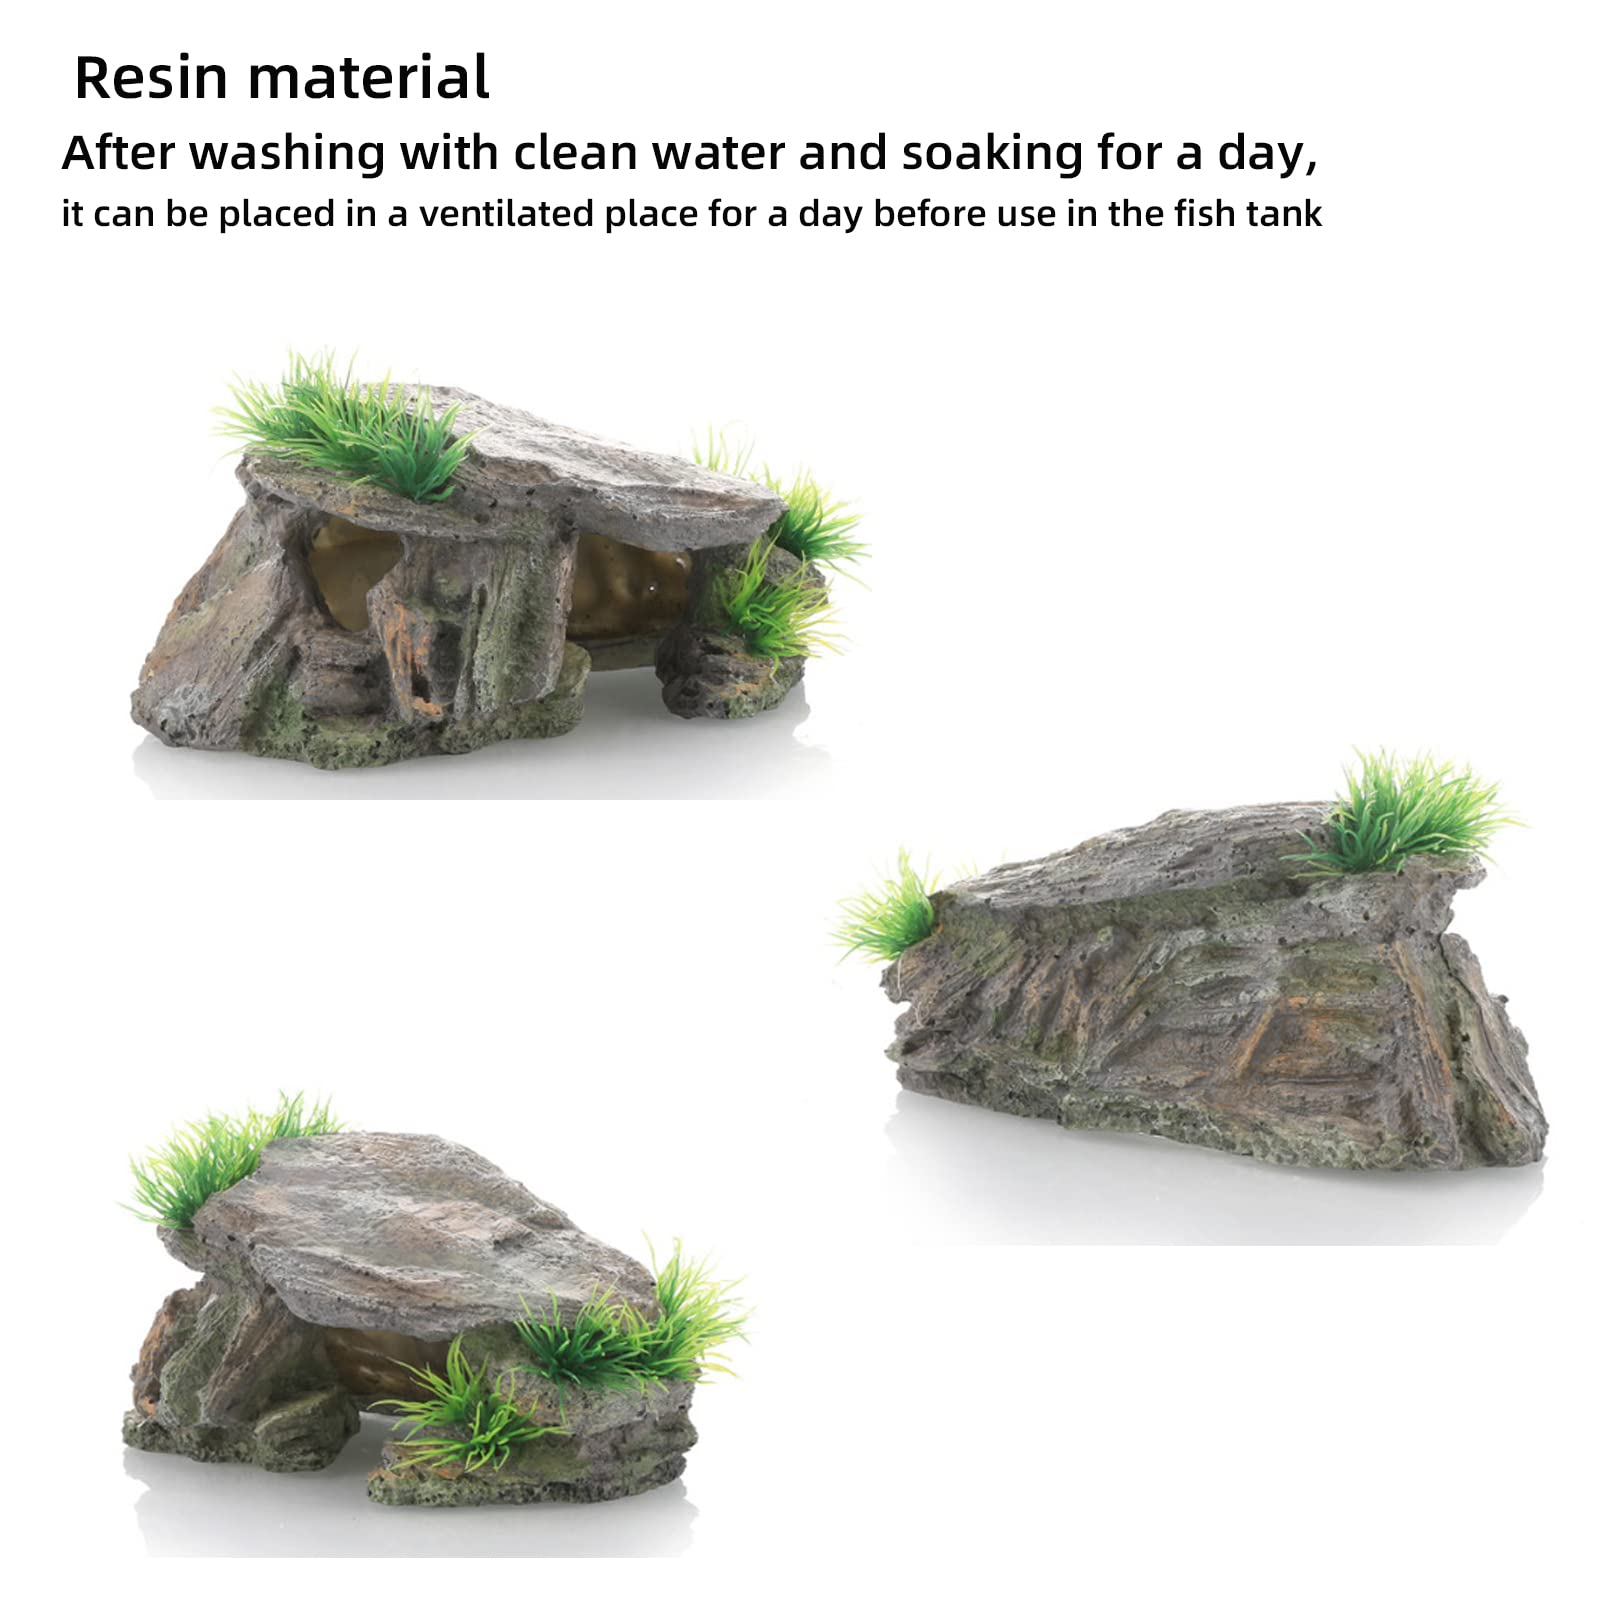 Resin material
After washing with clean water and soaking for a day,
it can be placed in a ventilated place for a day before use in the fish tank